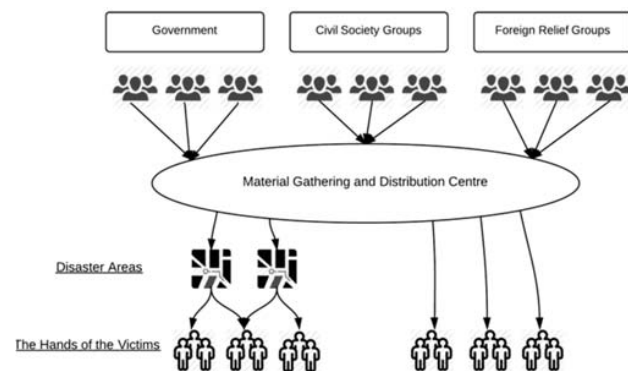 Government
Civil Society Groups
Foreign Relief Groups
Material Gathering and Distribution Centre
Disaster Areas
The Hands of the Victims